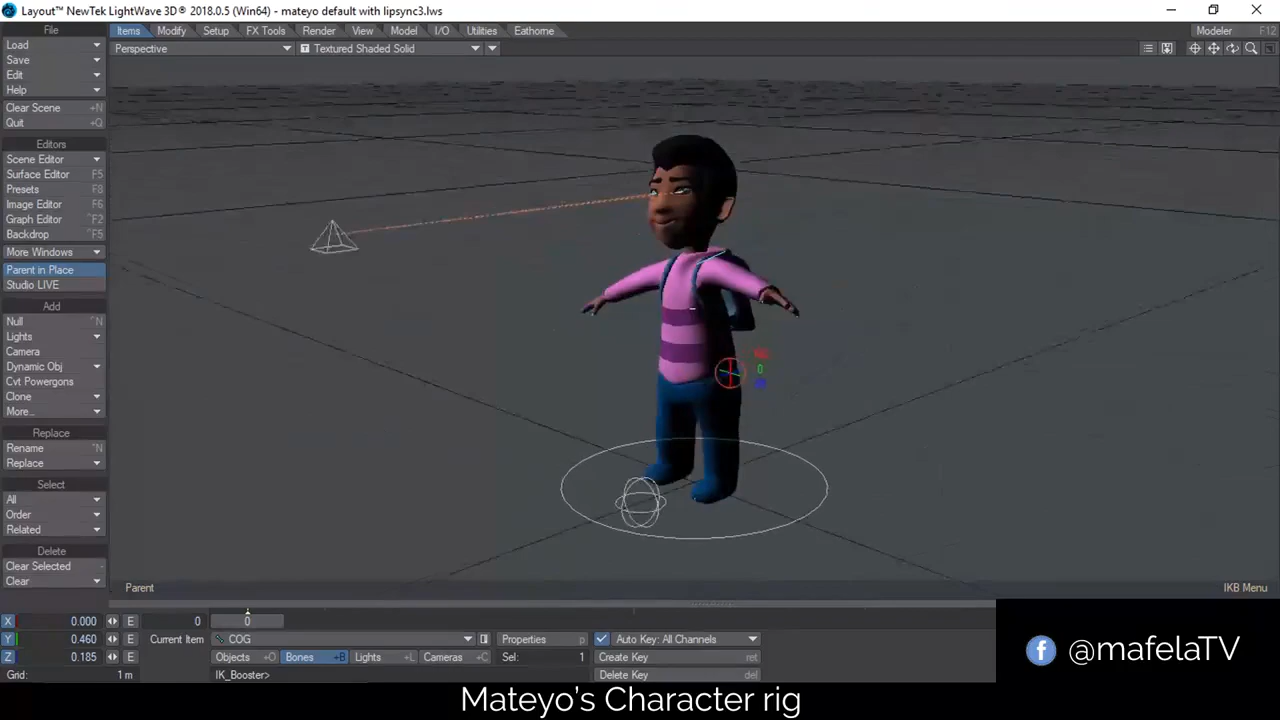 Layout™ NewTek LightWave 3D® 2018.0.5 (Win64) - mateyo default with lipsync3.lws
File
Items Modify Setup FX Tools Render View Model I/O Utilities Eathome Modeler F12
Load
Perspective Textured Shaded Solid
Save
Edit
Help
Clear Scene +N
Quit +Q
Editors
Scene Editor
Surface Editor F5
Presets F8
Image Editor F6
Graph Editor ^F2
Backdrop ^F5
More Windows
Parent in Place
Studio LIVE
Add
Null ^N
Lights
Camera
Dynamic Obj
Cvt Powergons
Clone
More...
Replace
Rename ^N
Replace
Select
All
Order
Related
Delete
Clear Selected -
Clear
0
Parent IKB Menu
X 0.000 E 0 0
Y 0.460 E Current Item COG Properties p Auto Key: All Channels
Z 0.185 E Objects +O Bones +B Lights +L Cameras +C Sel: 1 Create Key ret
Grid: 1 m IK_Booster> Delete Key del
f @mafelaTV
Mateyo's Character rig